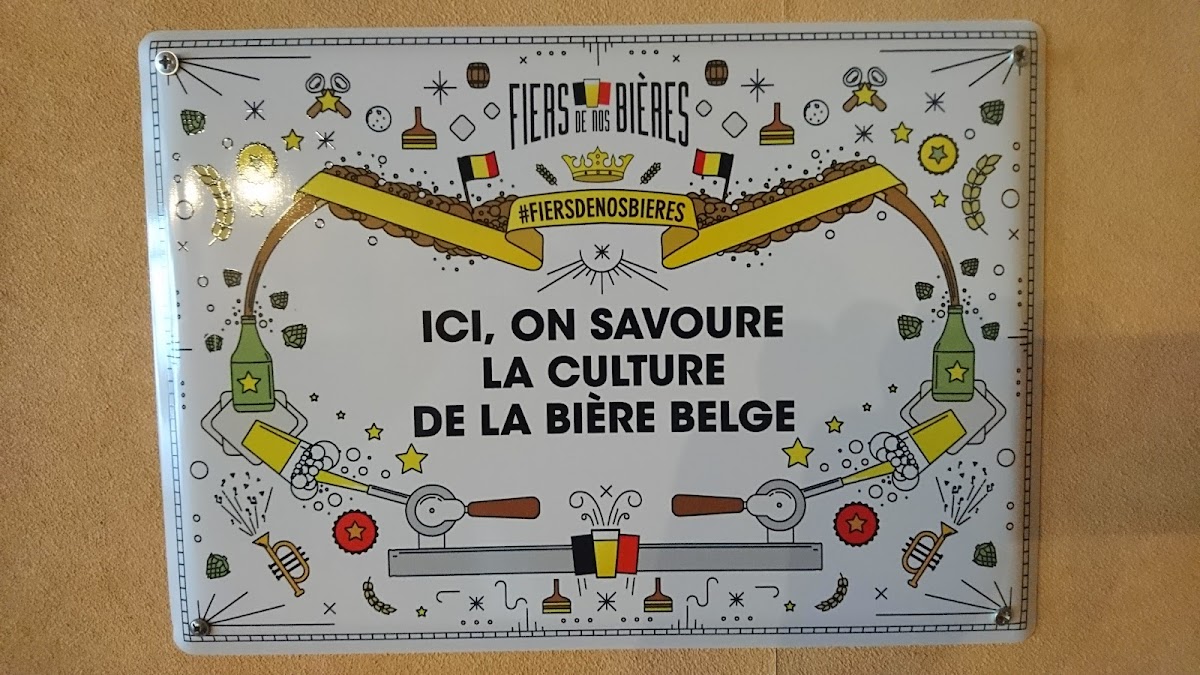 FIERS DE NOS BIÈRES
#FIERSDENOSBIERES
ICI, ON SAVOURE
LA CULTURE
DE LA BIÈRE BELGE